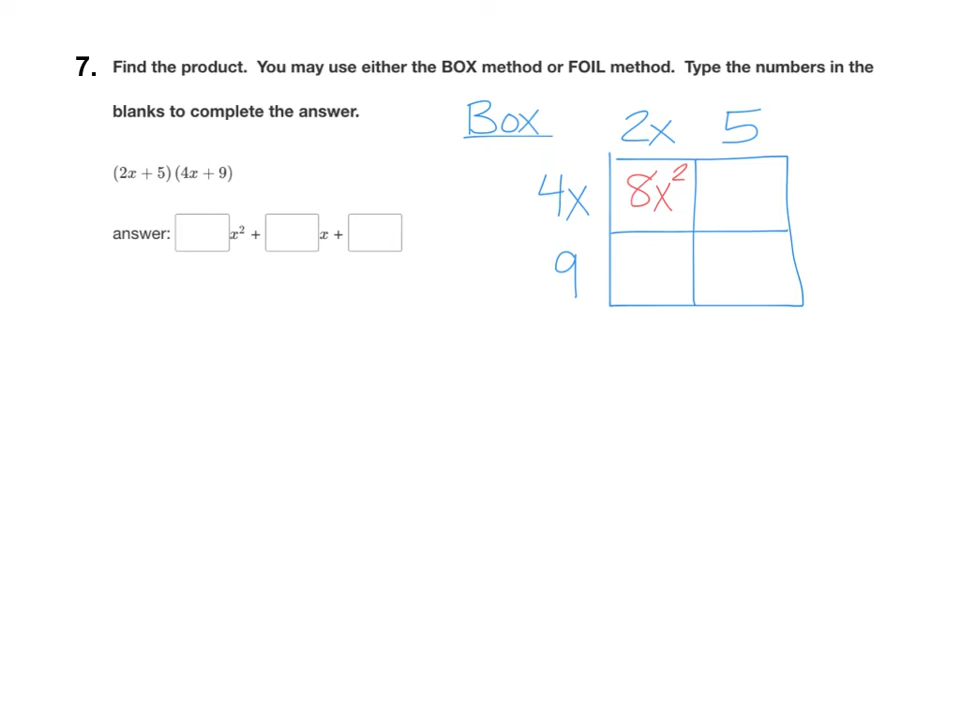 7. Find the product. You may use either the BOX method or FOIL method. Type the numbers in the
blanks to complete the answer.
Box
2x 5
(2x + 5) (4x + 9)
4x 8x²
answer: x² + x +
9